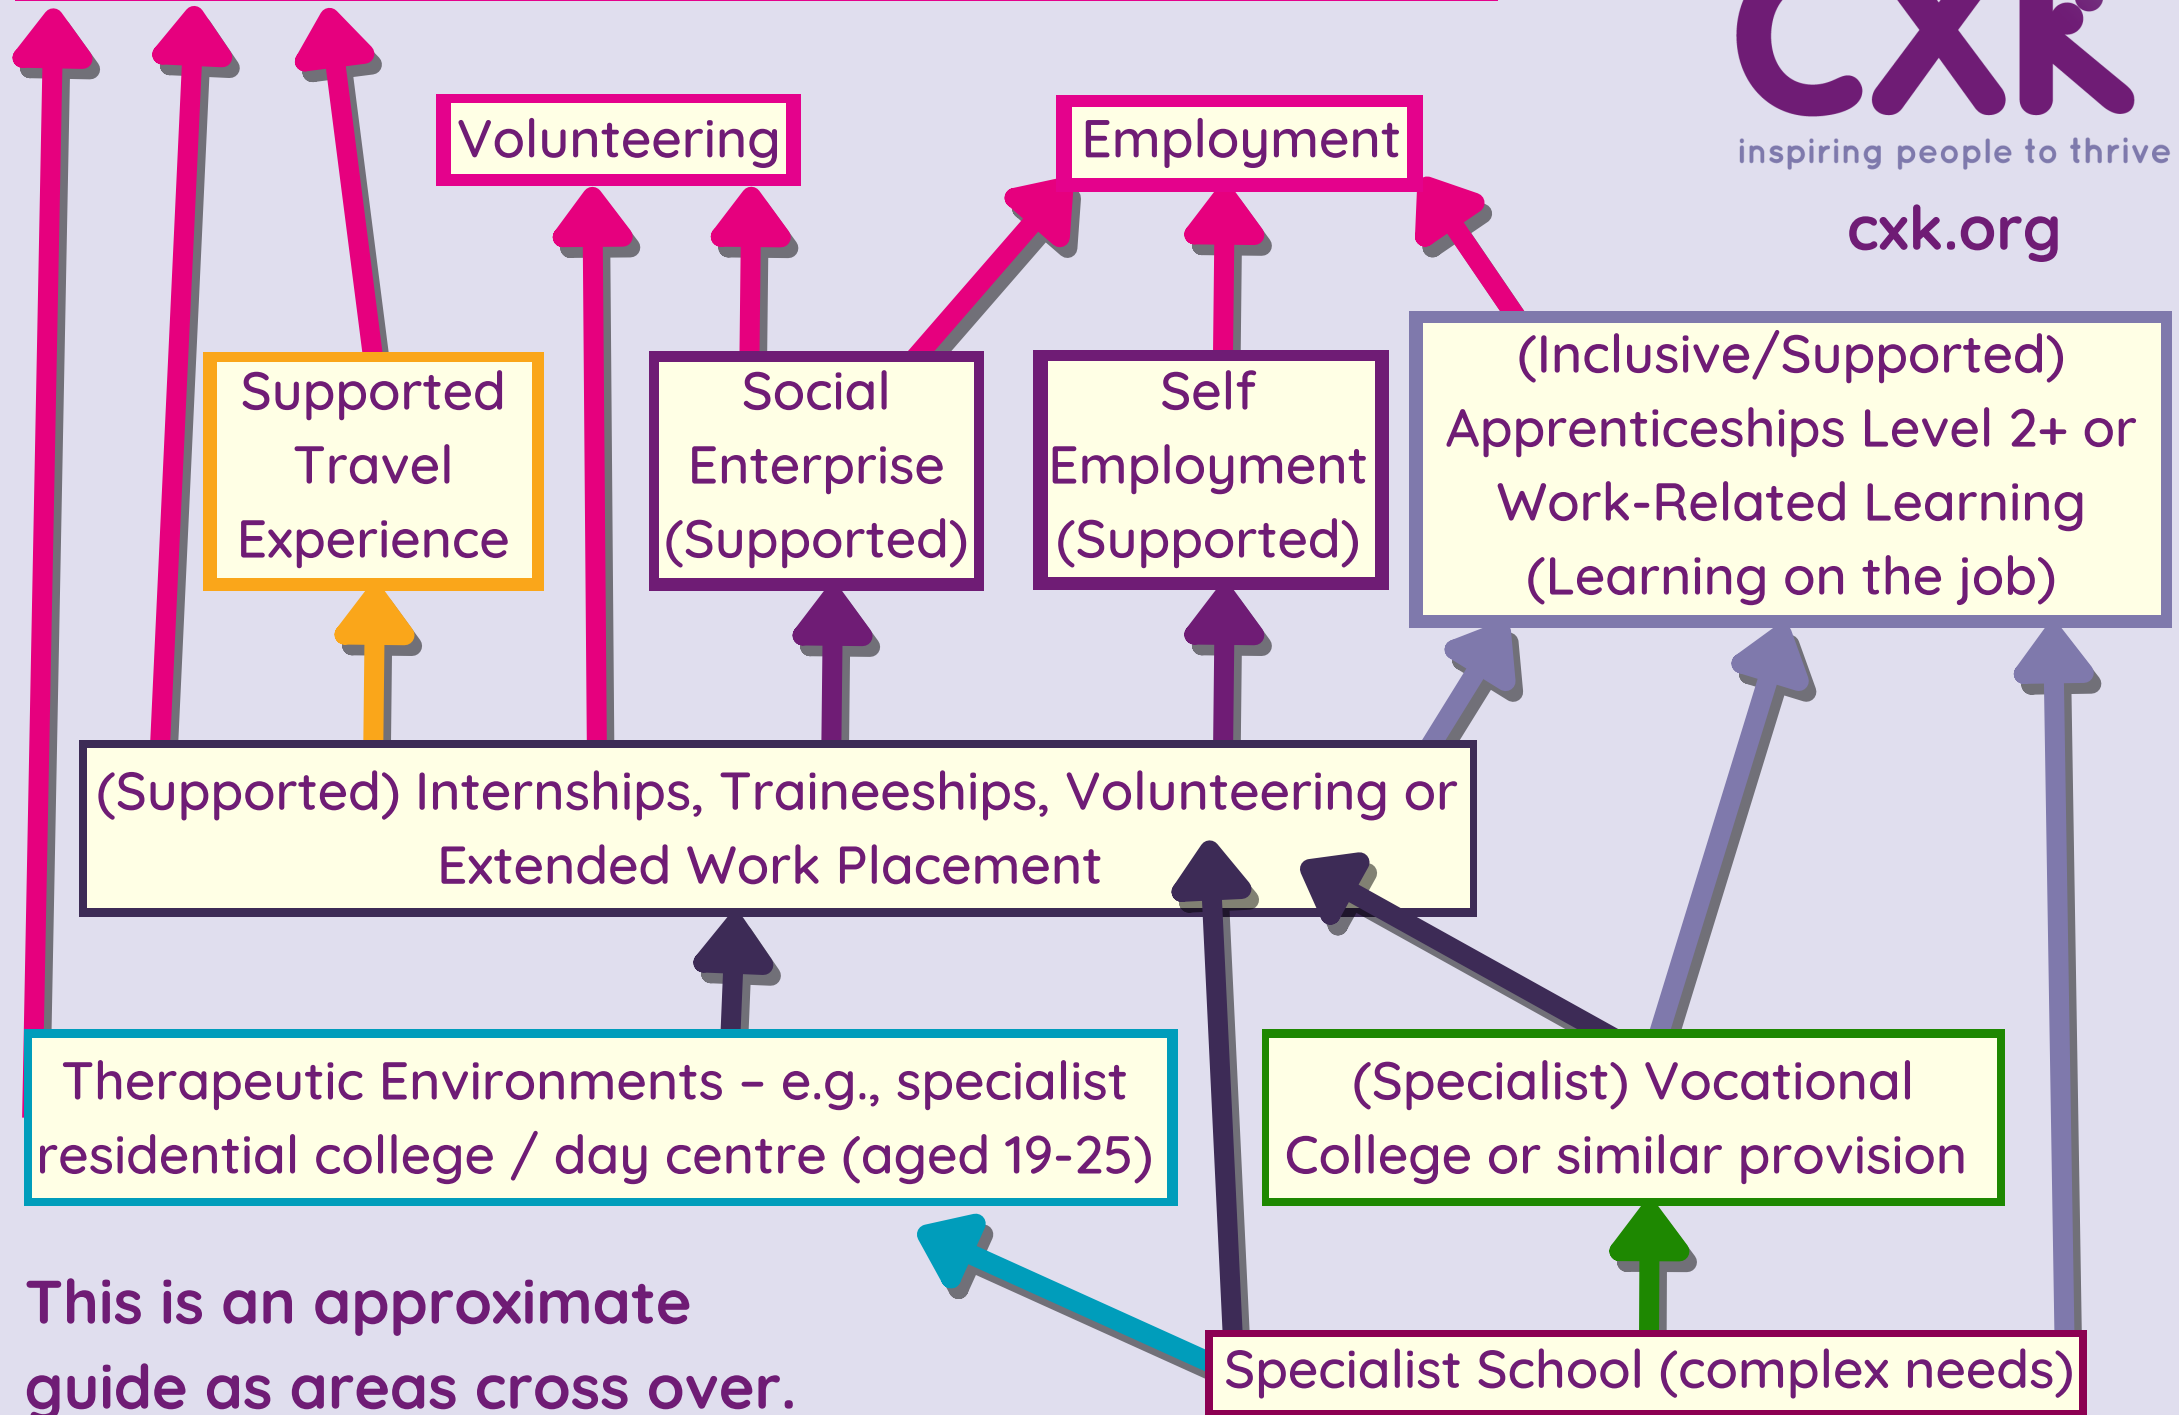 cxk
inspiring people to thrive
cxk.org
Volunteering
Employment
Supported
Travel
Experience
Social
Enterprise
(Supported)
Self
Employment
(Supported)
(Inclusive/Supported)
Apprenticeships Level 2+ or
Work-Related Learning
(Learning on the job)
(Supported) Internships, Traineeships, Volunteering or
Extended Work Placement
Therapeutic Environments – e.g., specialist
residential college / day centre (aged 19-25)
(Specialist) Vocational
College or similar provision
This is an approximate
guide as areas cross over.
Specialist School (complex needs)